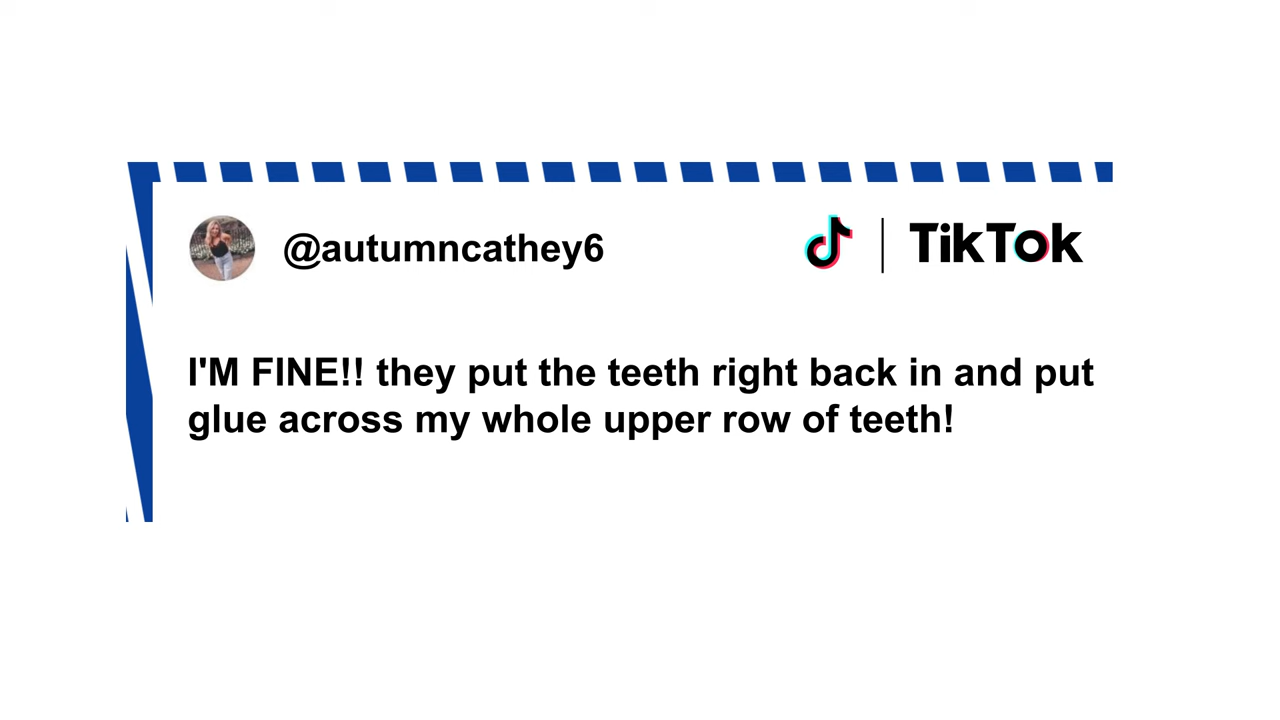 @autumncathey6
TikTok
I'M FINE!! they put the teeth right back in and put
glue across my whole upper row of teeth!